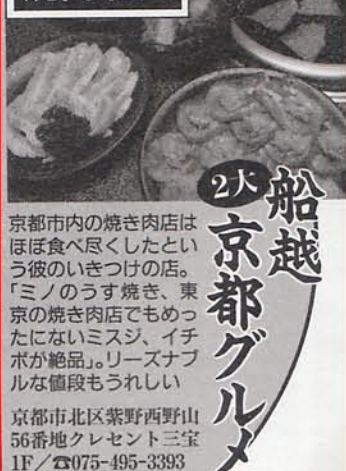 船越
2大
京都グルメ
京都市内の焼き肉店は
ほぼ食べ尽くしたとい
う彼のいきつけの店。
「ミノのうす焼き、東
京の焼き肉店でもめっ
たにないミスジ、イチ
ボが絶品」。リーズナブ
ルな値段もうれしい
京都市北区紫野西野山
56番地クレセント三宝
1F／☎075-495-3393